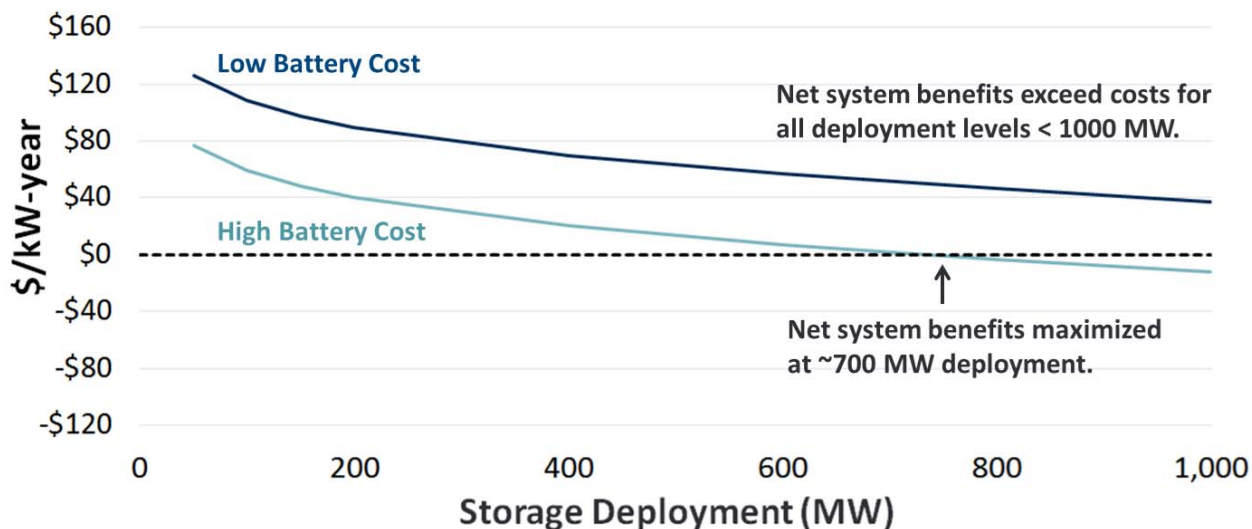 $160
$120
$80
$40
$0
-$40
-$80
-$120
$/kW-year
Low Battery Cost
High Battery Cost
Net system benefits exceed costs for
all deployment levels < 1000 MW.
Net system benefits maximized
at ~700 MW deployment.
0 200 400 600 800 1,000
Storage Deployment (MW)